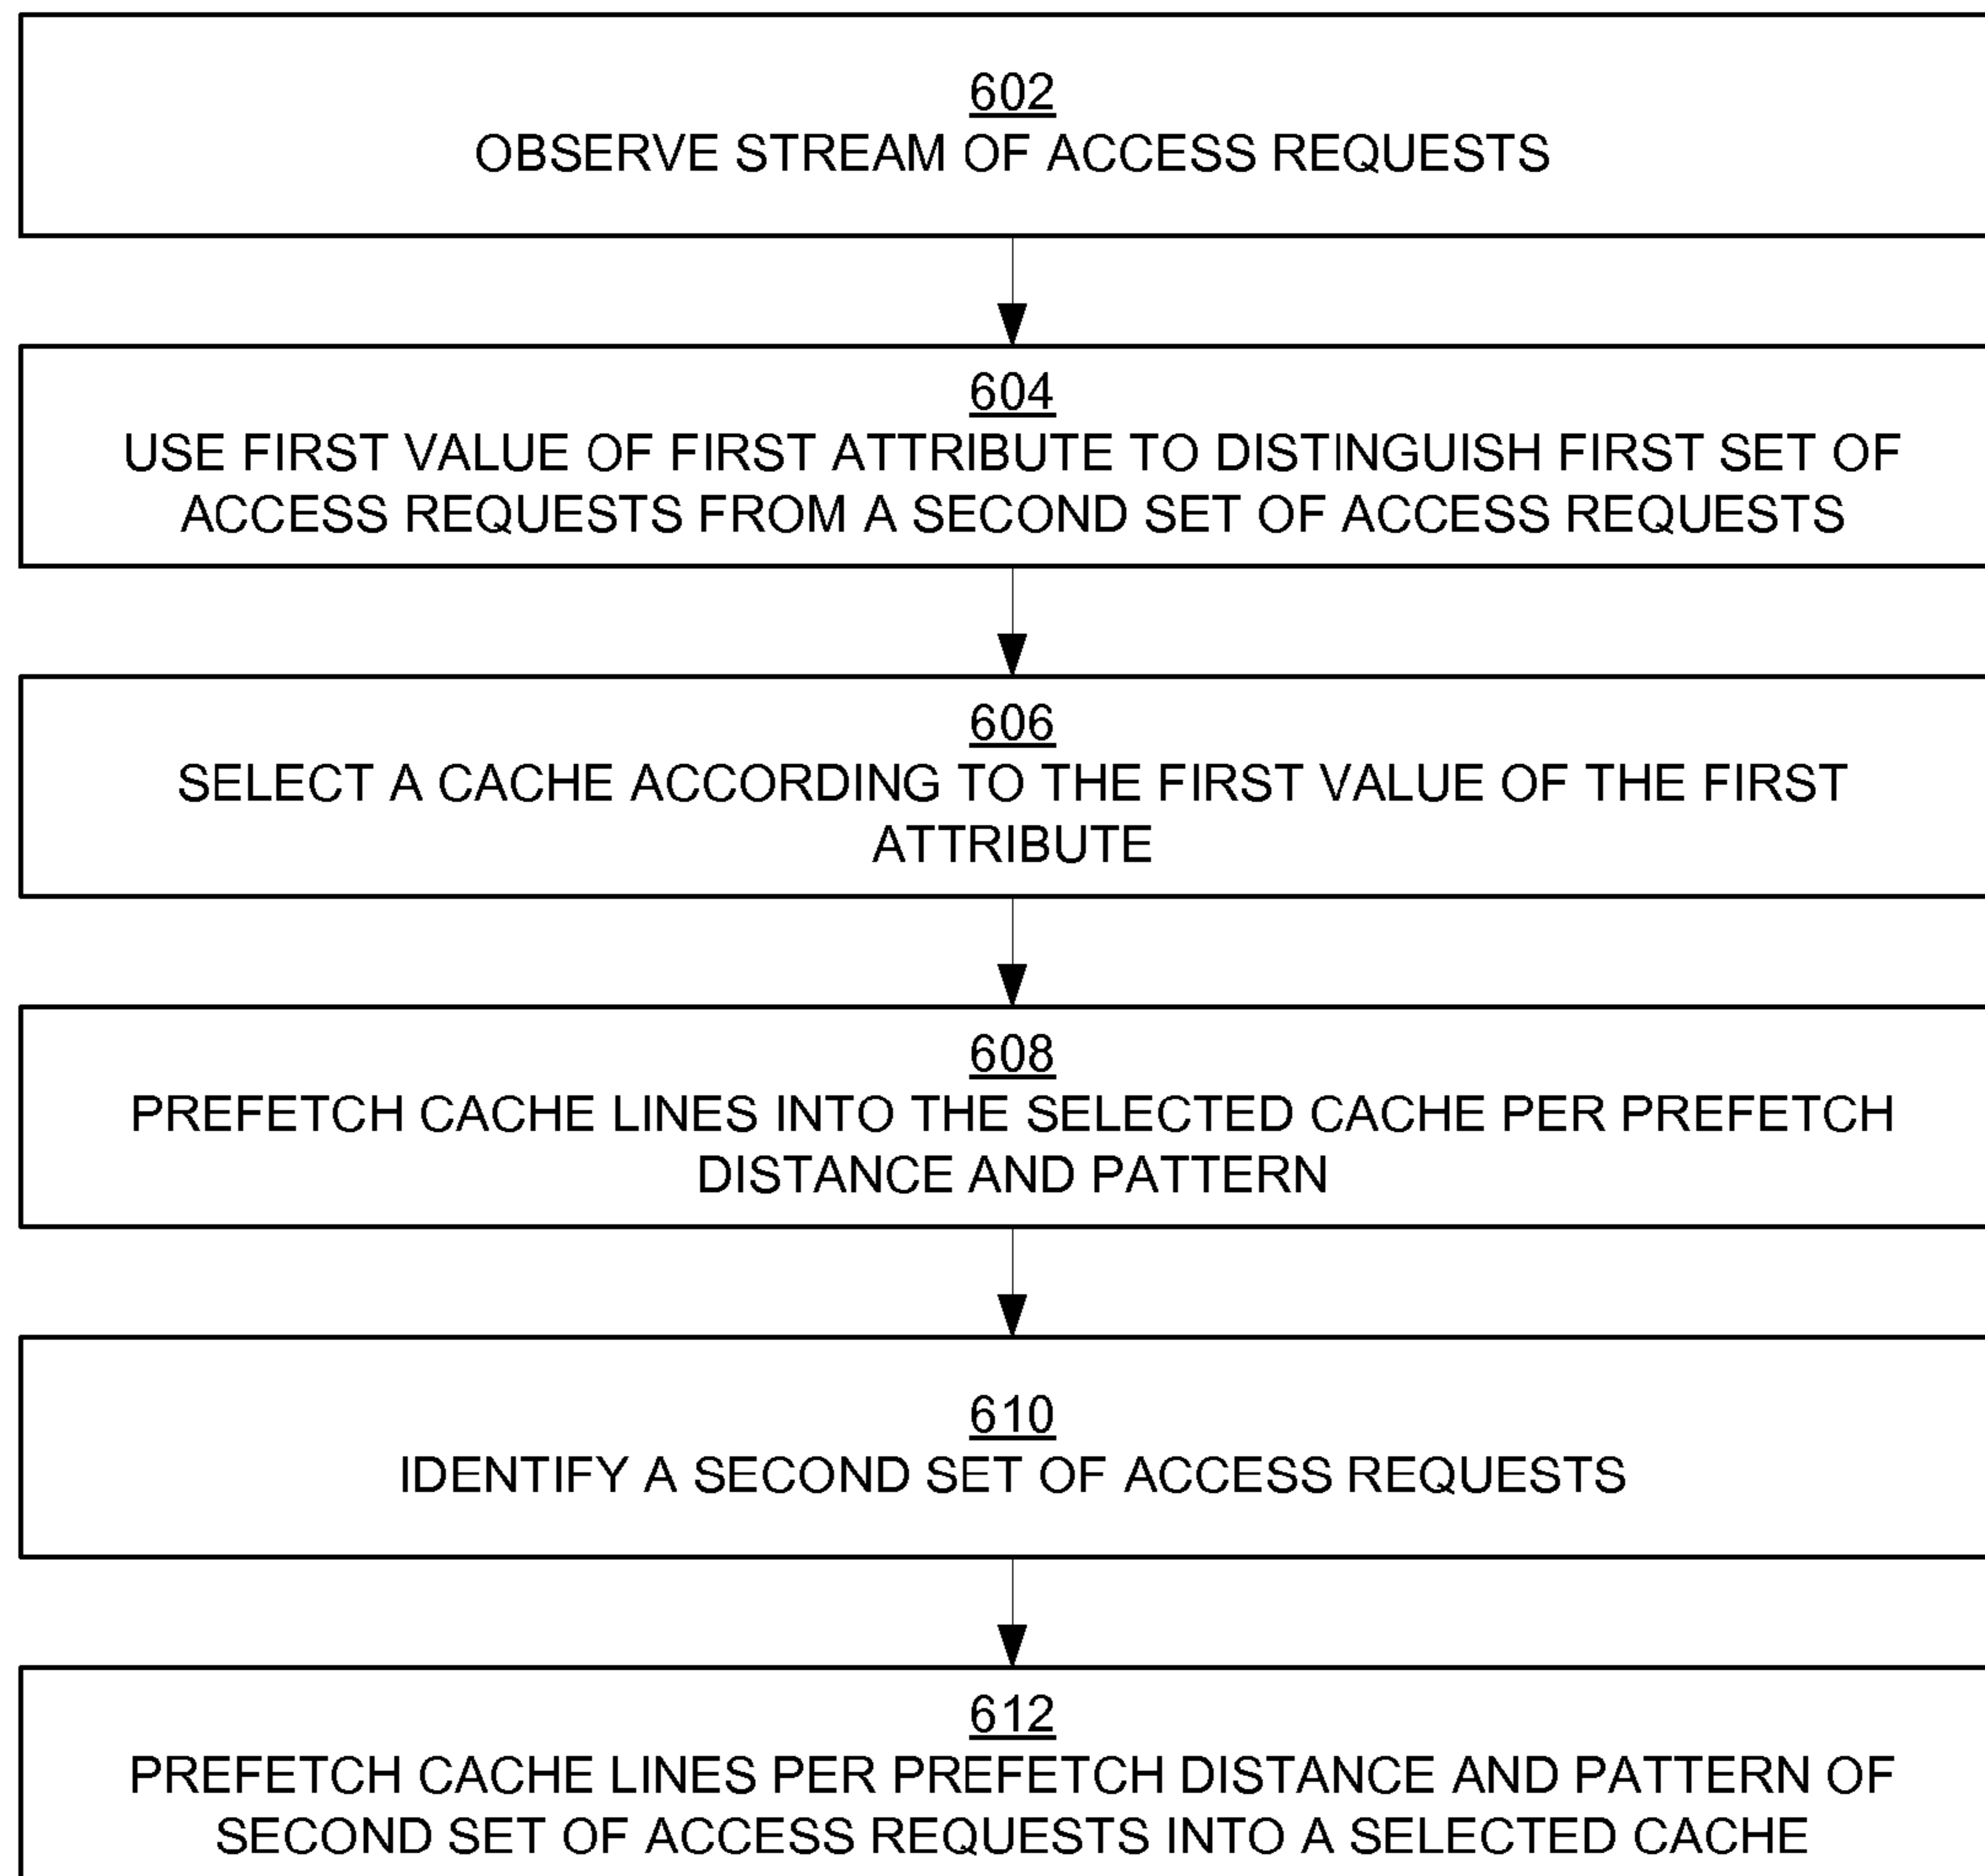 602
OBSERVE STREAM OF ACCESS REQUESTS
604
USE FIRST VALUE OF FIRST ATTRIBUTE TO DISTINGUISH FIRST SET OF
ACCESS REQUESTS FROM A SECOND SET OF ACCESS REQUESTS
606
SELECT A CACHE ACCORDING TO THE FIRST VALUE OF THE FIRST
ATTRIBUTE
608
PREFETCH CACHE LINES INTO THE SELECTED CACHE PER PREFETCH
DISTANCE AND PATTERN
610
IDENTIFY A SECOND SET OF ACCESS REQUESTS
612
PREFETCH CACHE LINES PER PREFETCH DISTANCE AND PATTERN OF
SECOND SET OF ACCESS REQUESTS INTO A SELECTED CACHE